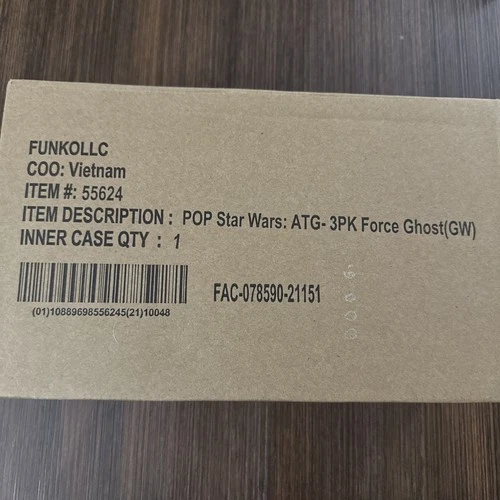 FUNKOLLC
COO: Vietnam
ITEM #: 55624
ITEM DESCRIPTION : POP Star Wars: ATG- 3PK Force Ghost(GW)
INNER CASE QTY : 1
FAC-078590-21151
(01)10889698556245(21)10048